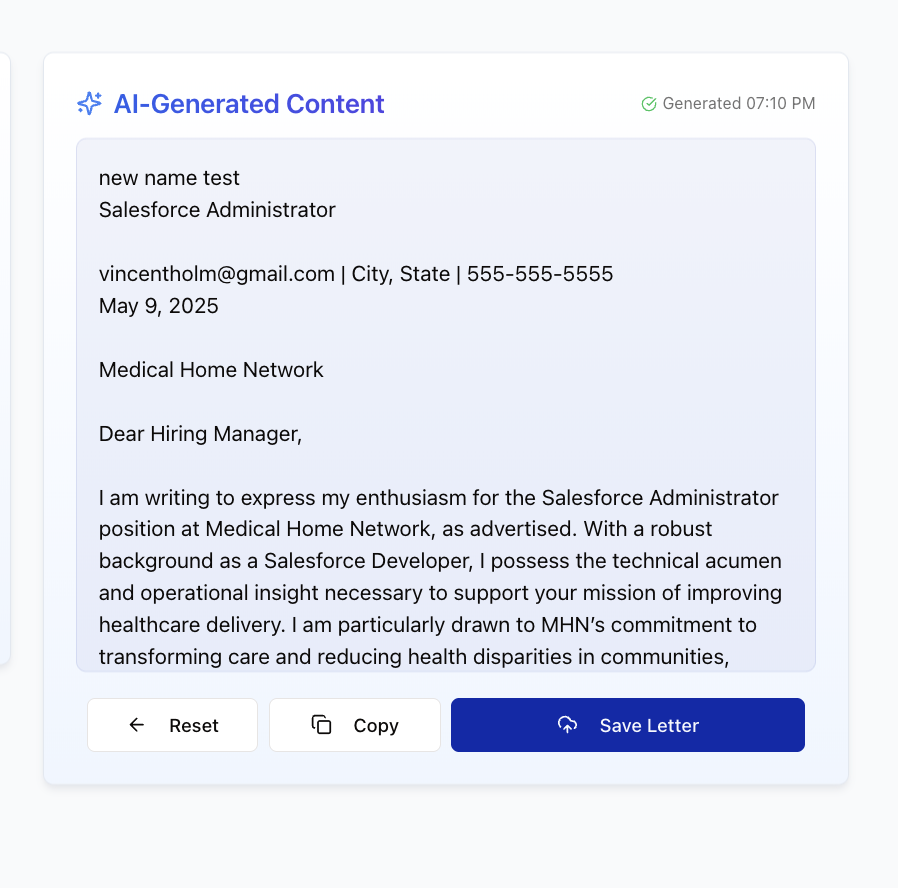 AI-Generated Content
Generated 07:10 PM
new name test
Salesforce Administrator
vincentholm@gmail.com | City, State | 555-555-5555
May 9, 2025
Medical Home Network
Dear Hiring Manager,
I am writing to express my enthusiasm for the Salesforce Administrator
position at Medical Home Network, as advertised. With a robust
background as a Salesforce Developer, I possess the technical acumen
and operational insight necessary to support your mission of improving
healthcare delivery. I am particularly drawn to MHN’s commitment to
transforming care and reducing health disparities in communities,
Reset
Copy
Save Letter